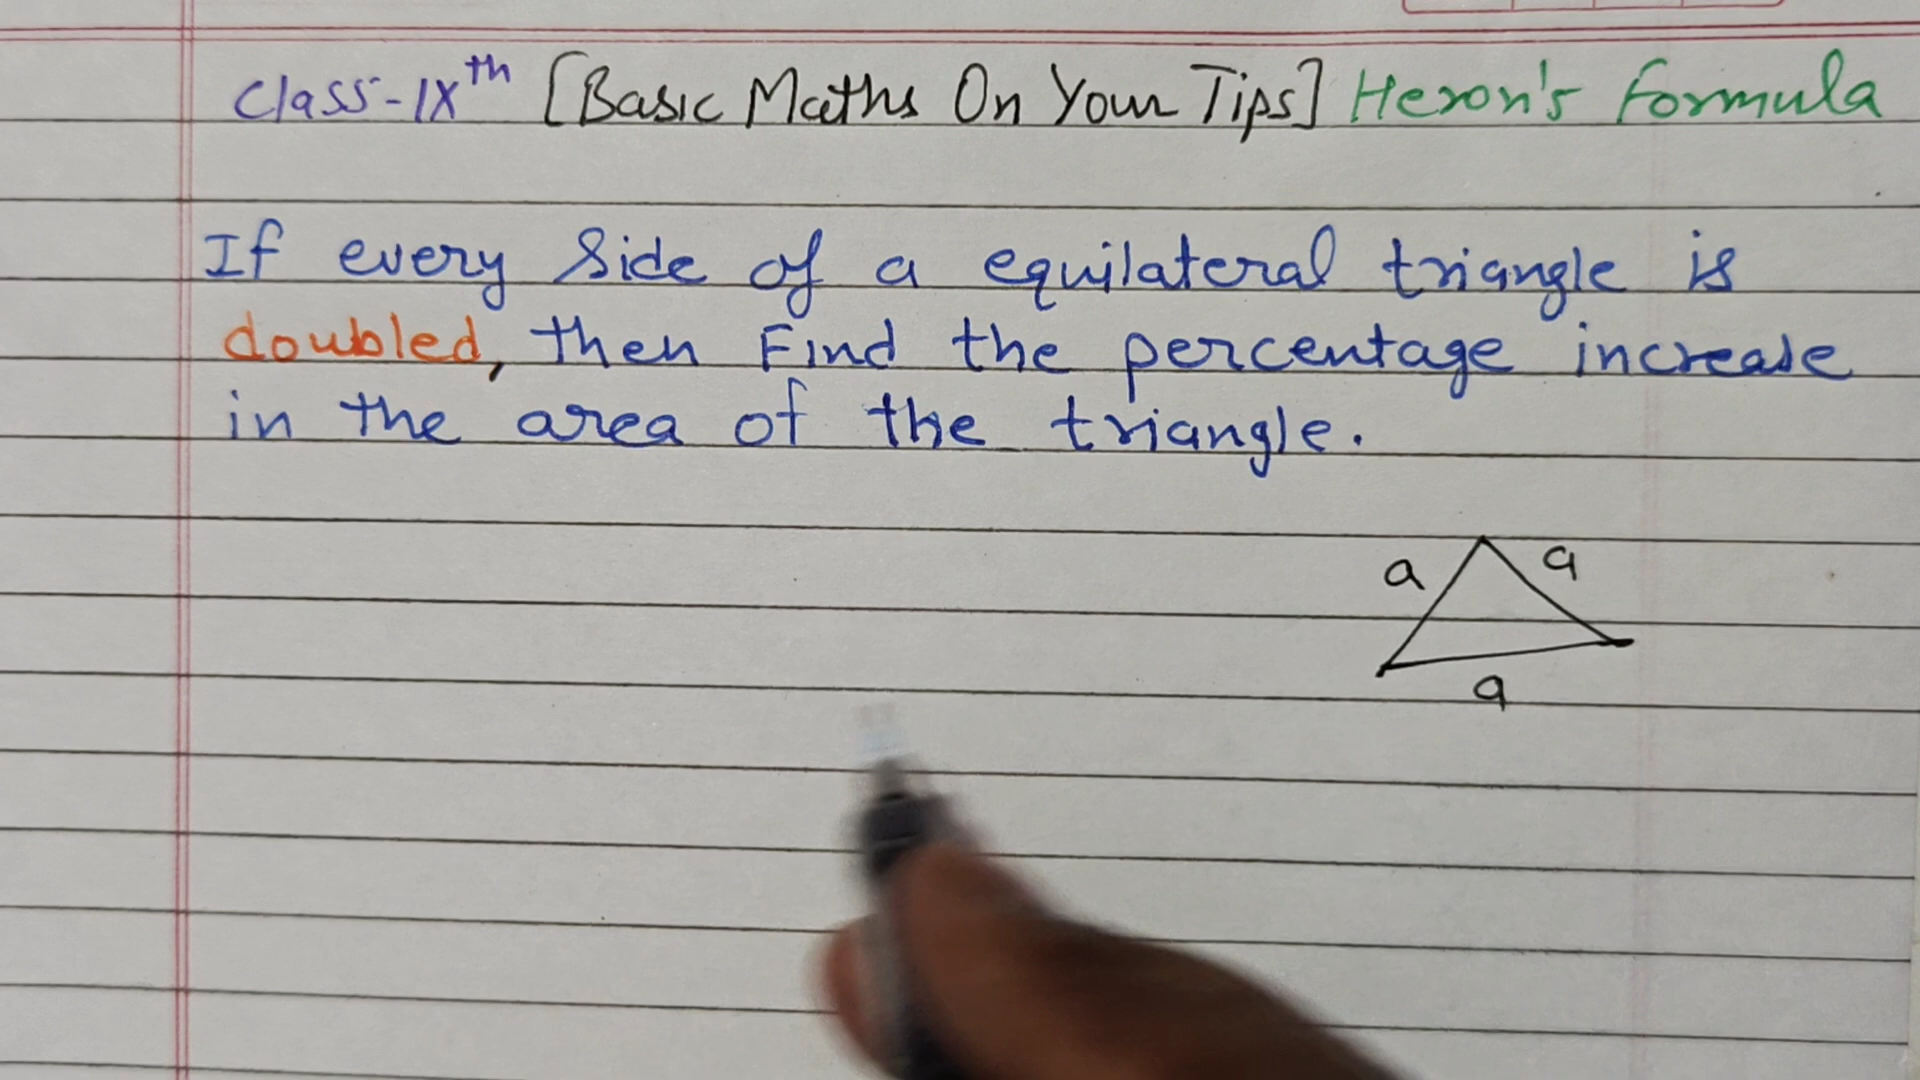 Class-IXth [Basic Maths On Your Tips] Heron's Formula
If every side of a equilateral triangle is
doubled, then Find the percentage increase
in the area of the triangle.
a a
a